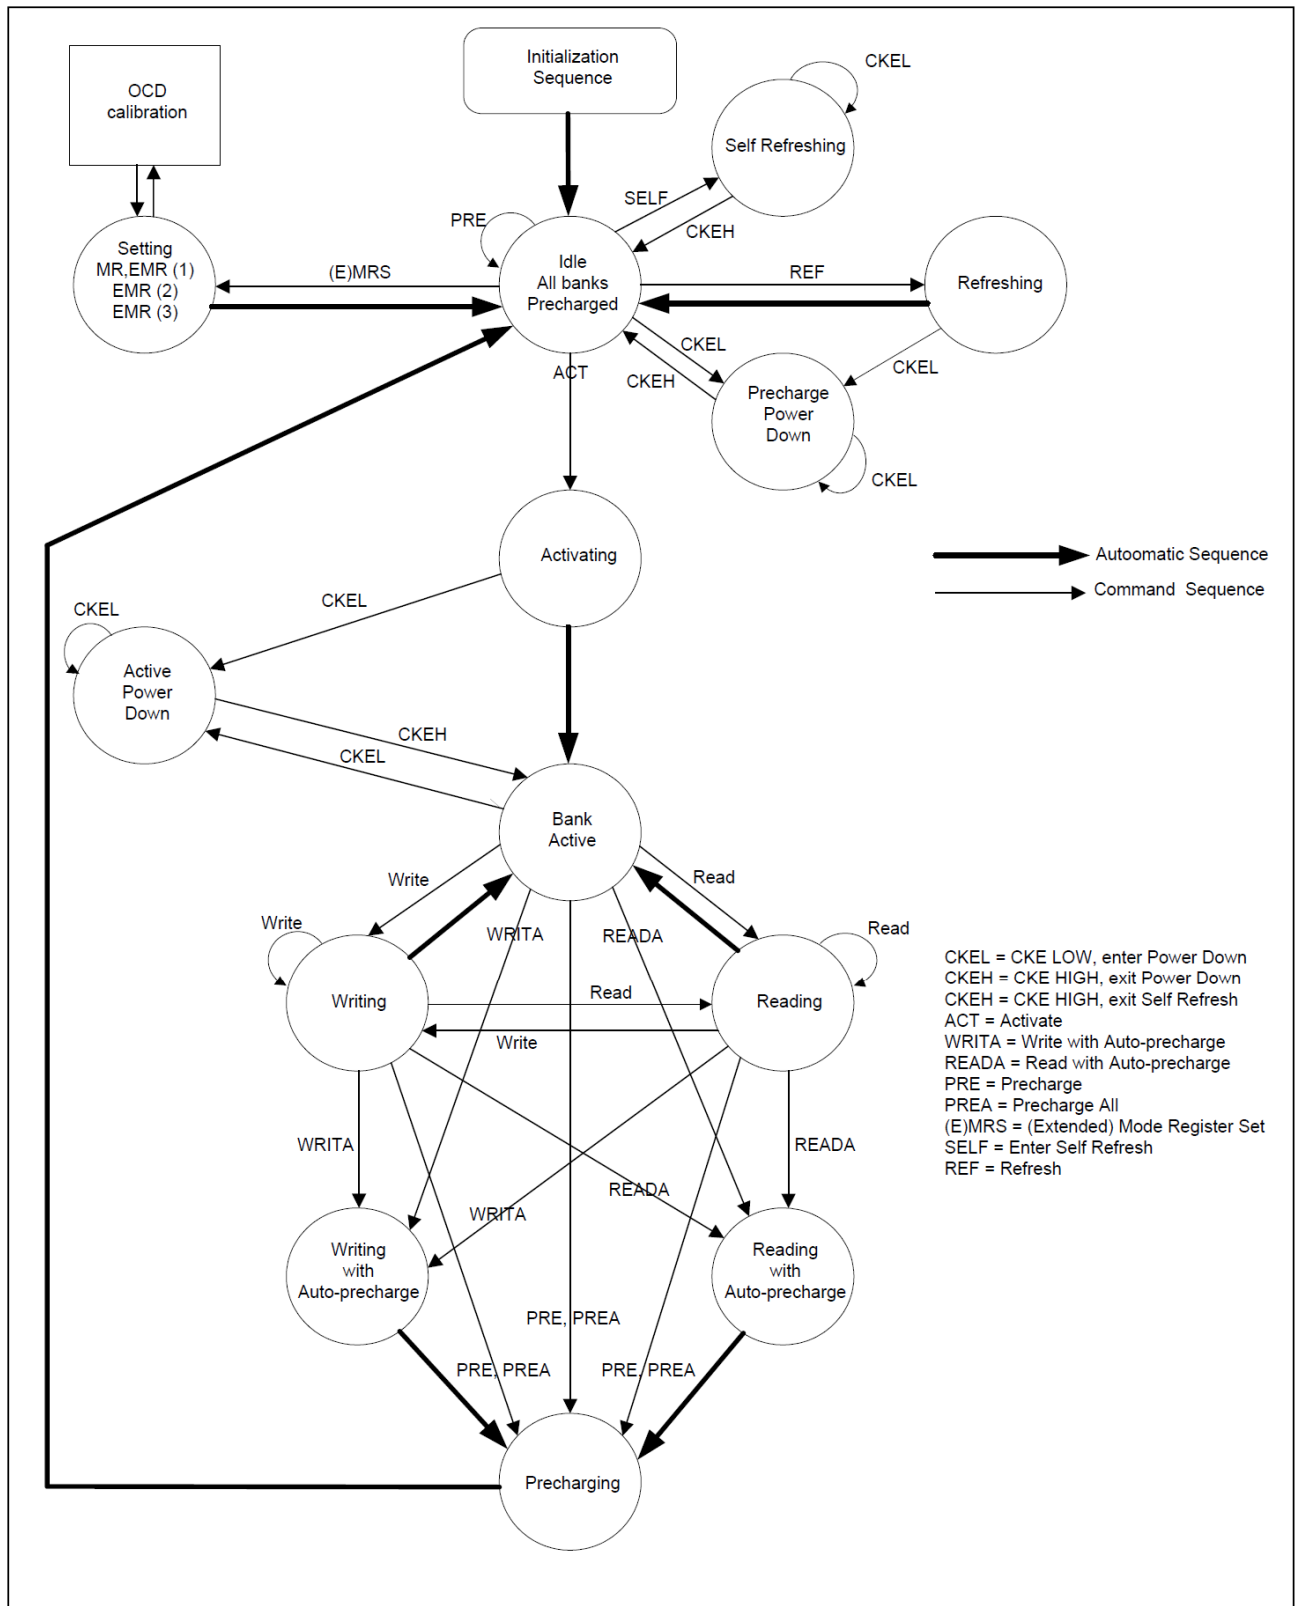 Initialization
Sequence
OCD
calibration
CKEL
Self Refreshing
SELF
CKEH
PRE
Setting
MR,EMR (1)
EMR (2)
EMR (3)
(E)MRS
Idle
All banks
Precharged
REF
Refreshing
CKEL
CKEH
CKEL
ACT
Precharge
Power
Down
CKEL
Activating
Autoomatic Sequence
Command Sequence
CKEL
CKEL
Active
Power
Down
CKEH
CKEL
Bank
Active
Write
Read
Write
WRITA
READA
Read
Writing
Read
Reading
Write
CKEL = CKE LOW, enter Power Down
CKEH = CKE HIGH, exit Power Down
CKEH = CKE HIGH, exit Self Refresh
ACT = Activate
WRITA = Write with Auto-precharge
READA = Read with Auto-precharge
PRE = Precharge
PREA = Precharge All
(E)MRS = (Extended) Mode Register Set
SELF = Enter Self Refresh
REF = Refresh
WRITA
READA
READA
WRITA
Writing
with
Auto-precharge
Reading
with
Auto-precharge
PRE, PREA
PRE, PREA
PRE, PREA
Precharging